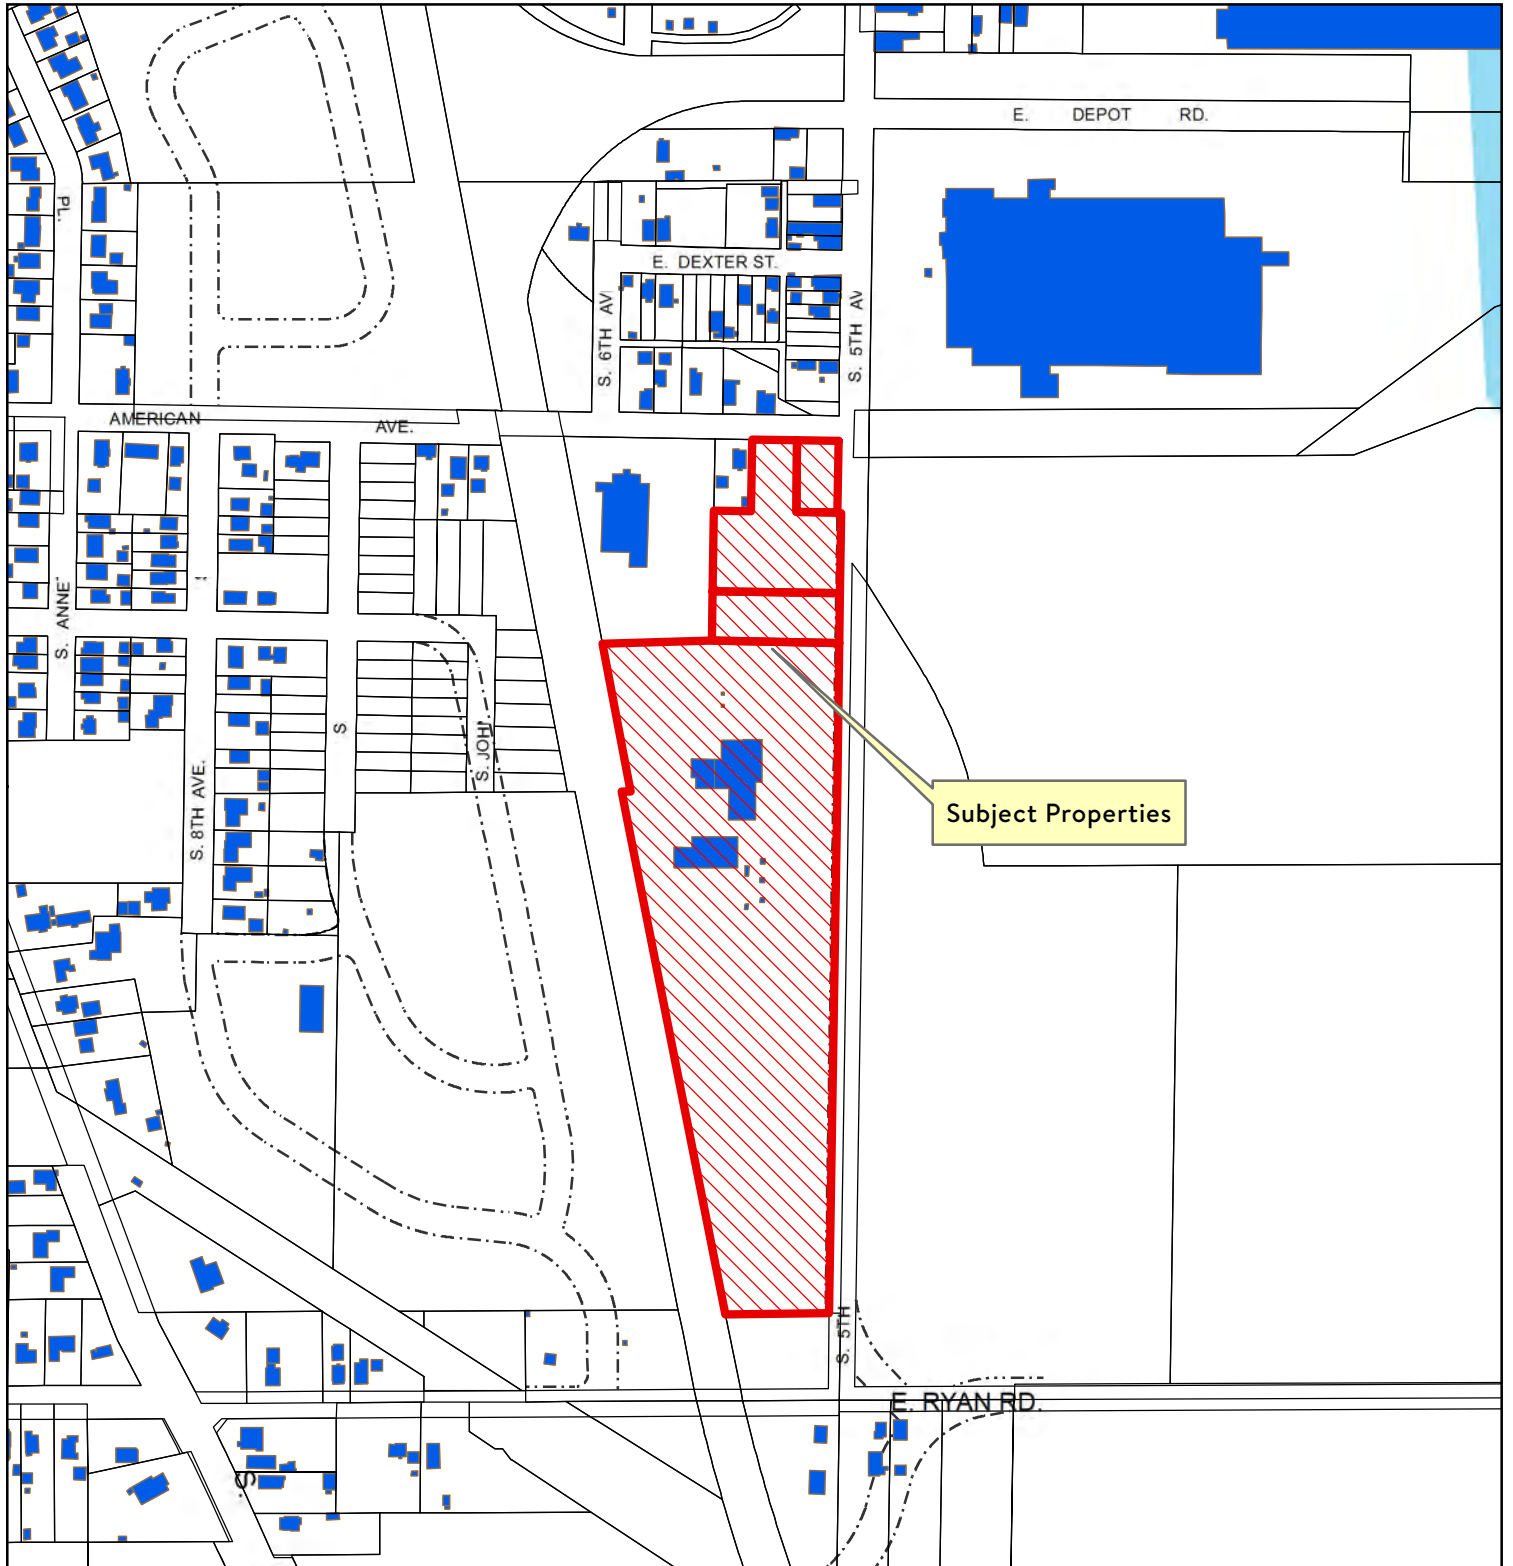 E. DEPOT RD.
PL.
E. DEXTER ST.
S. 6TH AV
S. 5TH AV
AMERICAN AVE.
S. ANNE
S. 8TH AVE.
S
S. JOH
Subject Properties
S. 5TH
E. RYAN RD.
S.